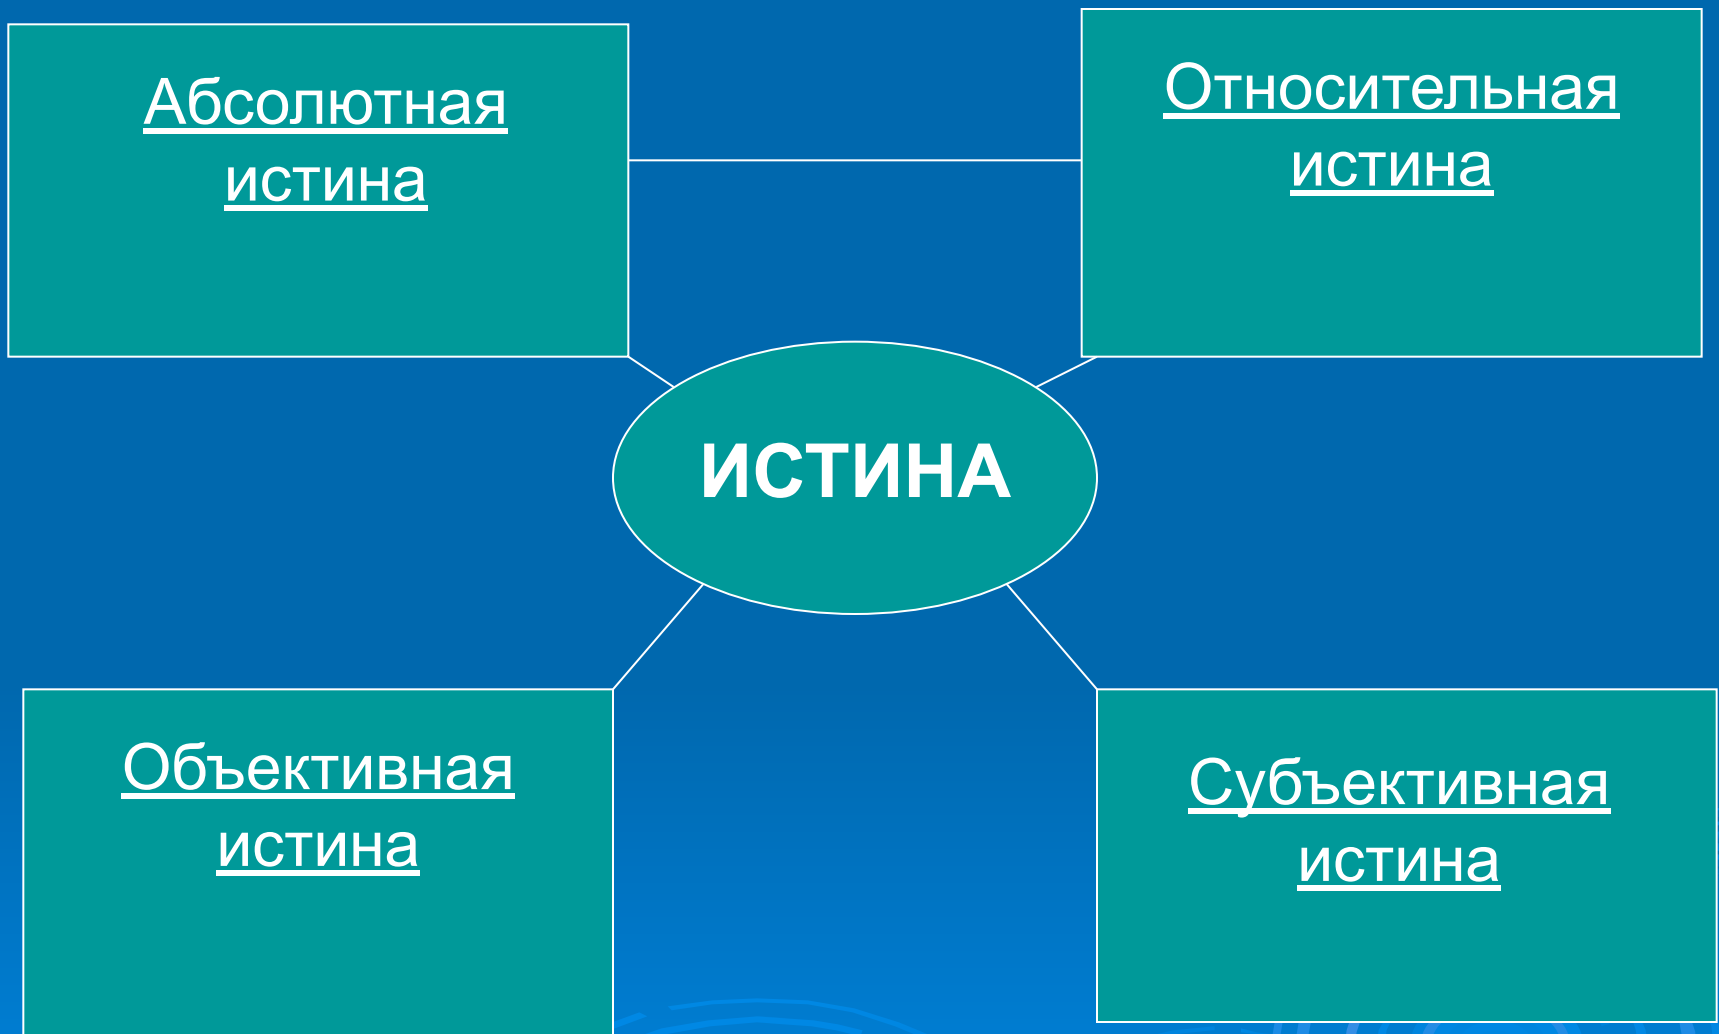 Абсолютная
истина
Относительная
истина
ИСТИНА
Объективная
истина
Субъективная
истина